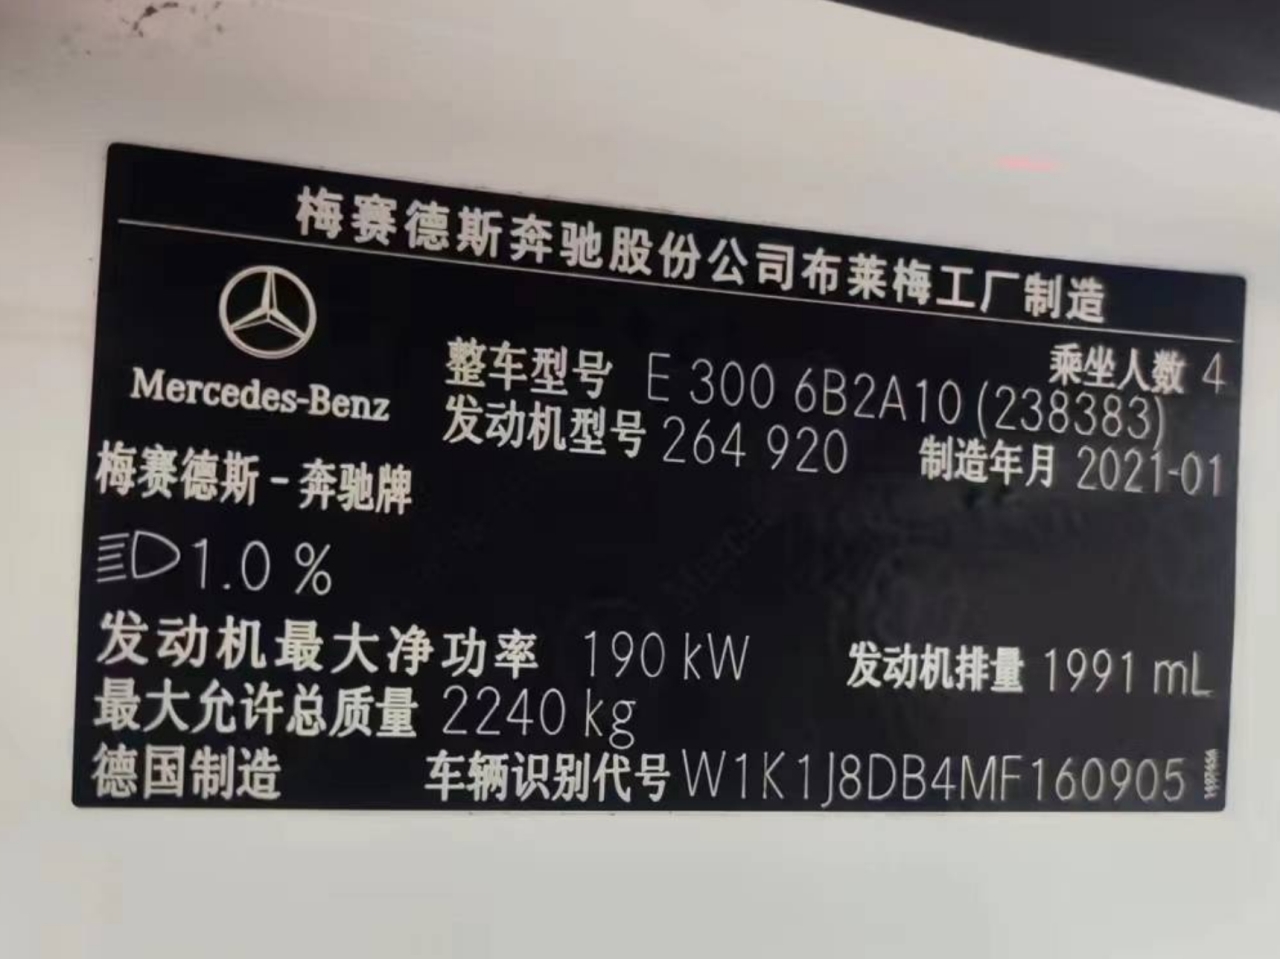 梅赛德斯奔驰股份公司布莱梅工厂制造
Mercedes-Benz
乘坐人数 4
整车型号 E 300 6B2A10 (238383)
发动机型号 264 920 制造年月 2021-01
梅赛德斯-奔驰牌
1.0 %
发动机最大净功率 190 kW 发动机排量 1991 mL
最大允许总质量 2240 kg
德国制造 车辆识别代号 W1K1J8DB4MF160905